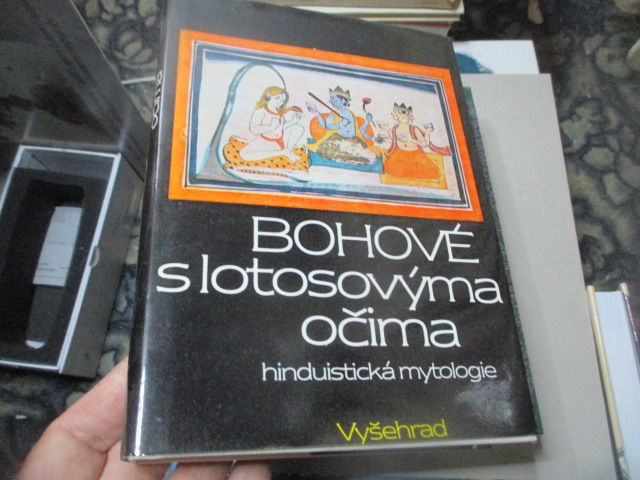 BOHOVÉ
s lotosovýma
očima
hinduistická mytologie
Vyšehrad